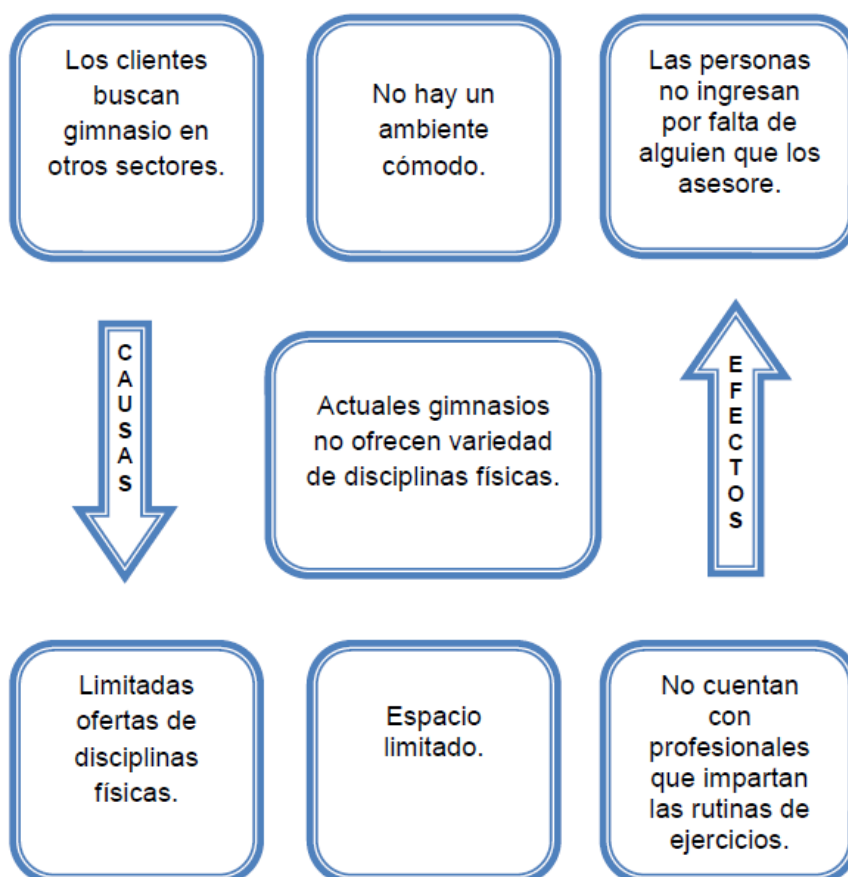 Los clientes
buscan
gimnasio en
otros sectores.
No hay un
ambiente
cómodo.
Las personas
no ingresan
por falta de
alguien que los
asesore.
CAUSAS
Actuales gimnasios
no ofrecen variedad
de disciplinas físicas.
EFECTOS
Limitadas
ofertas de
disciplinas
físicas.
Espacio
limitado.
No cuentan
con
profesionales
que impartan
las rutinas de
ejercicios.